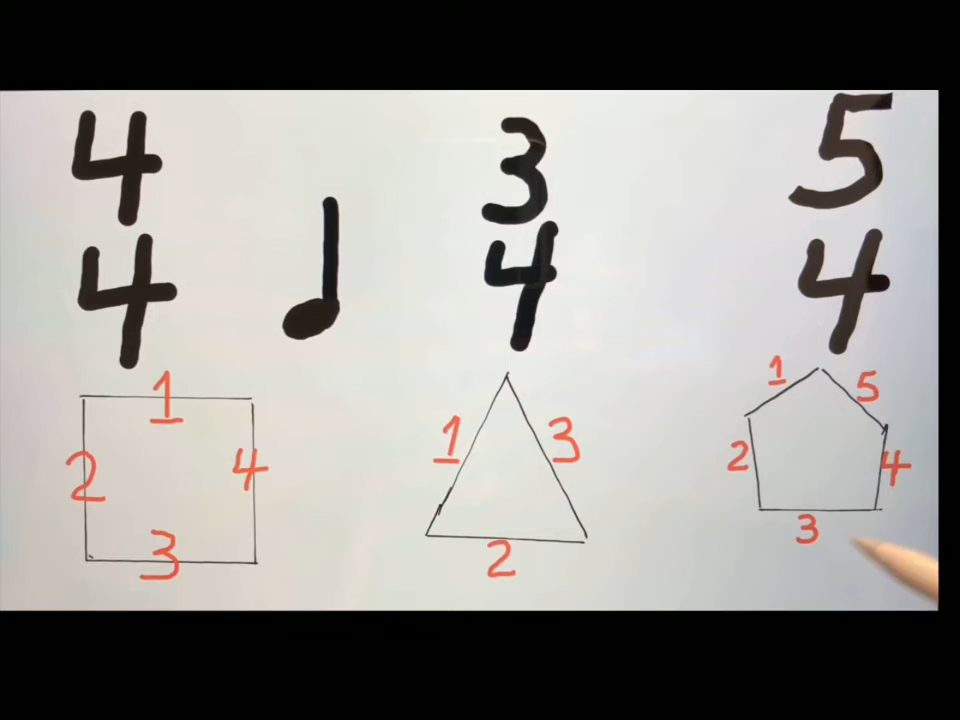 4 3 5
4 4 4
1 1 5
2 4 1 3 2 4
3 2 3